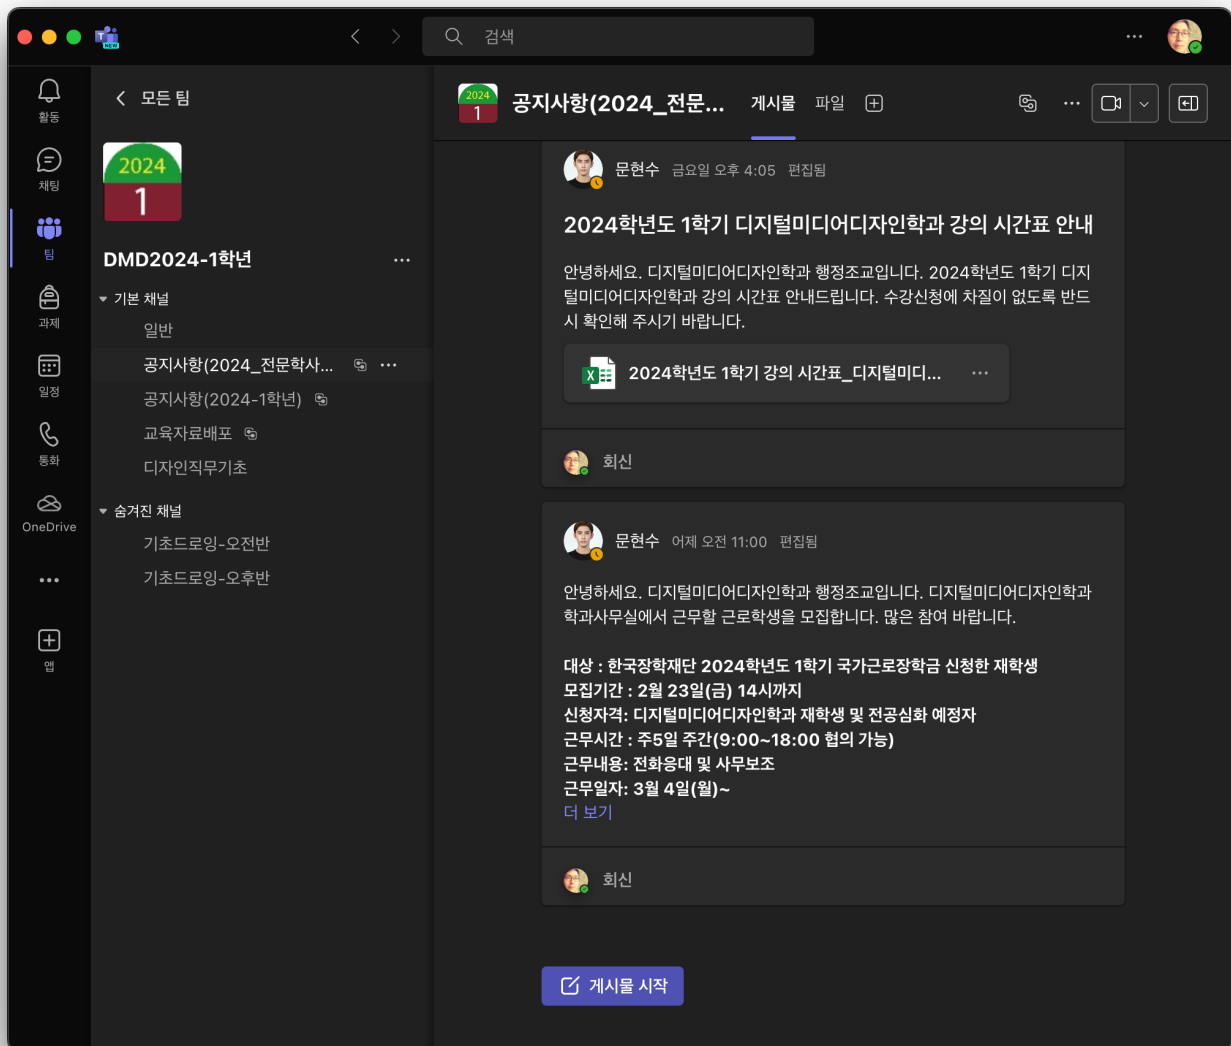 NEW
검색
활동
채팅
팀
과제
일정
통화
OneDrive
앱
모든 팀
2024
1
DMD2024-1학년
기본 채널
일반
공지사항(2024_전문학사...
공지사항(2024-1학년)
교육자료배포
디자인직무기초
숨겨진 채널
기초드로잉-오전반
기초드로잉-오후반
2024
1
공지사항(2024_전문...
게시물
파일
문현수 금요일 오후 4:05 편집됨
2024학년도 1학기 디지털미디어디자인학과 강의 시간표 안내
안녕하세요. 디지털미디어디자인학과 행정조교입니다. 2024학년도 1학기 디지
털미디어디자인학과 강의 시간표 안내드립니다. 수강신청에 차질이 없도록 반드
시 확인해 주시기 바랍니다.
2024학년도 1학기 강의 시간표_디지털미디...
회신
문현수 어제 오전 11:00 편집됨
안녕하세요. 디지털미디어디자인학과 행정조교입니다. 디지털미디어디자인학과
학과사무실에서 근무할 근로학생을 모집합니다. 많은 참여 바랍니다.
대상 : 한국장학재단 2024학년도 1학기 국가근로장학금 신청한 재학생
모집기간 : 2월 23일(금) 14시까지
신청자격: 디지털미디어디자인학과 재학생 및 전공심화 예정자
근무시간 : 주5일 주간(9:00~18:00 협의 가능)
근무내용: 전화응대 및 사무보조
근무일자: 3월 4일(월)~
더 보기
회신
게시물 시작